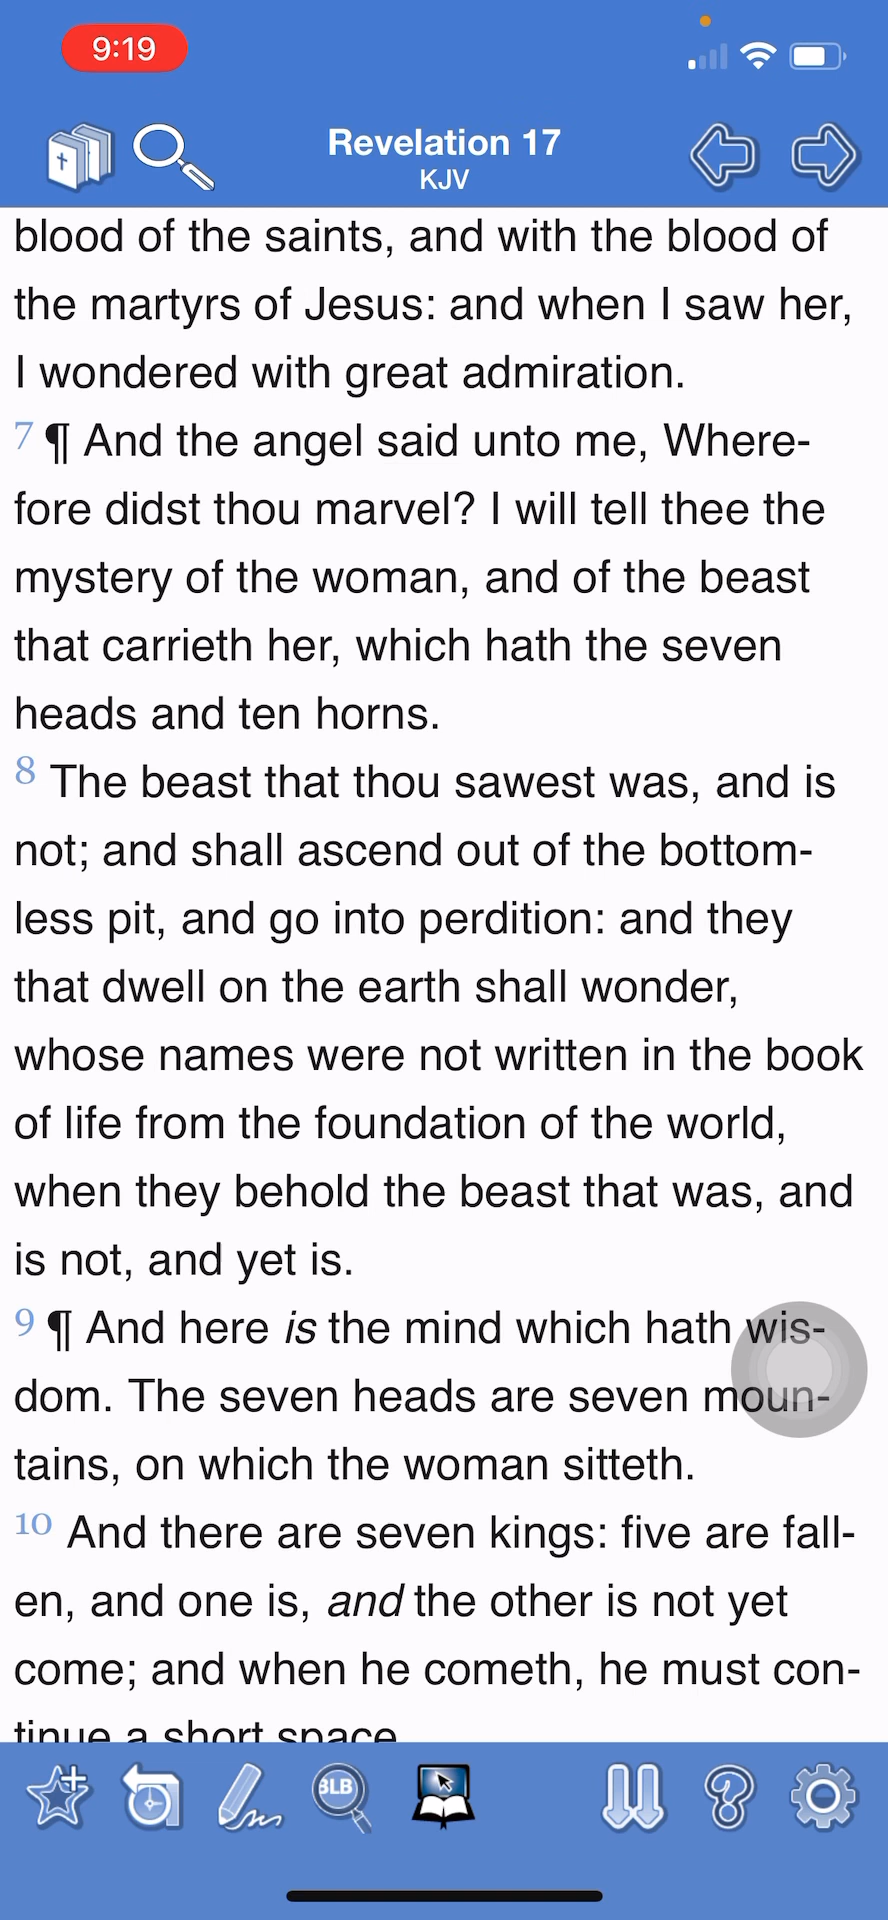 9:19
Revelation 17
KJV
blood of the saints, and with the blood of
the martyrs of Jesus: and when I saw her,
I wondered with great admiration.
7 ¶ And the angel said unto me, Where-
fore didst thou marvel? I will tell thee the
mystery of the woman, and of the beast
that carrieth her, which hath the seven
heads and ten horns.
8 The beast that thou sawest was, and is
not; and shall ascend out of the bottom-
less pit, and go into perdition: and they
that dwell on the earth shall wonder,
whose names were not written in the book
of life from the foundation of the world,
when they behold the beast that was, and
is not, and yet is.
9 ¶ And here is the mind which hath wis-
dom. The seven heads are seven moun-
tains, on which the woman sitteth.
10 And there are seven kings: five are fall-
en, and one is, and the other is not yet
come; and when he cometh, he must con-
tinue a short space.
BLB